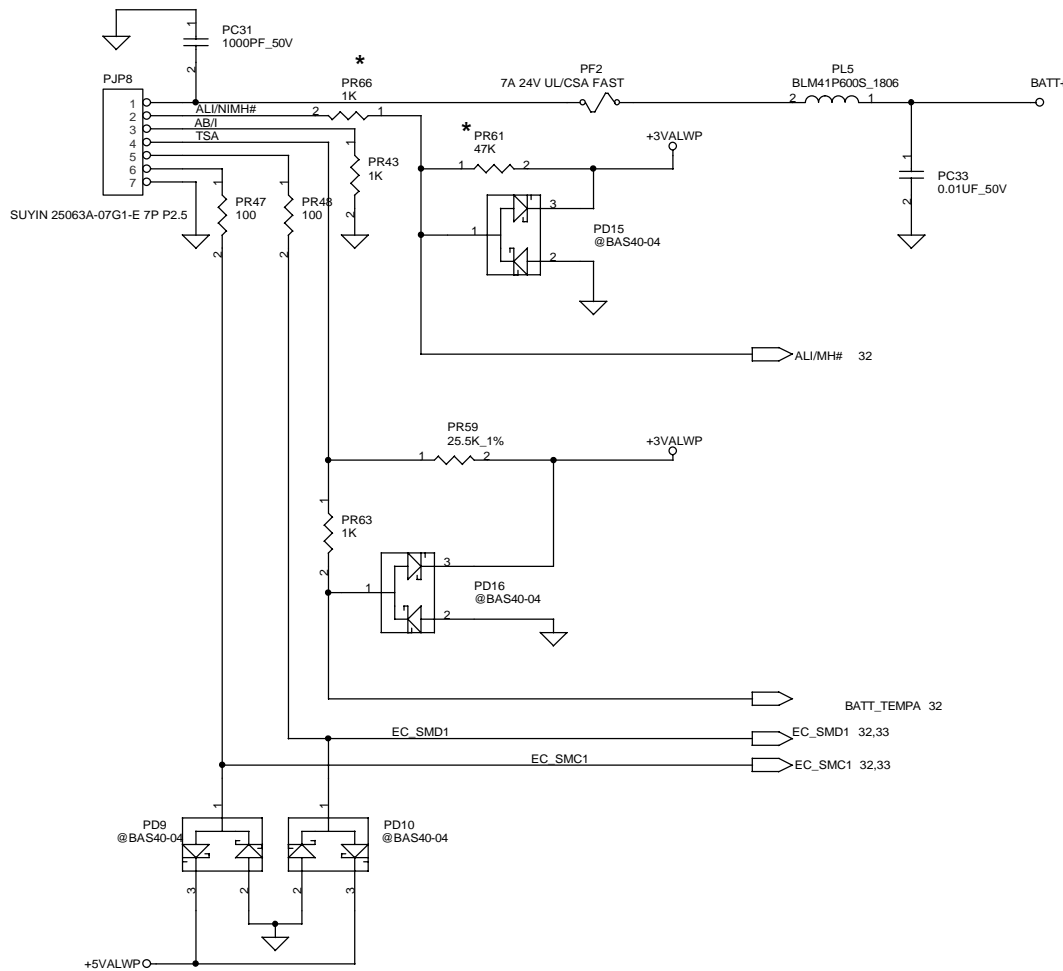 1
PC31
1000PF_50V
2
*
PR66
1K
PF2
7A 24V UL/CSA FAST
PL5
BLM41P600S_1806
BATT+
PJP8
1
2
3
4
5
6
7
ALI/NIMH#
AB/I
TSA
2
1
2
1
*
PR61
47K
1
2
+3VALWP
1
PR43
1K
2
1
PC33
0.01UF_50V
2
SUYIN 25063A-07G1-E 7P P2.5
1
PR47
100
2
1
PR48
100
2
1
3
2
PD15
@BAS40-04
ALI/MH# 32
PR59
25.5K_1%
1
2
+3VALWP
1
PR63
1K
2
1
3
2
PD16
@BAS40-04
BATT_TEMPA 32
EC_SMD1
EC_SMD1 32,33
EC_SMC1
EC_SMC1 32,33
1
1
PD9
@BAS40-04
PD10
@BAS40-04
3
2
2
3
+5VALWP